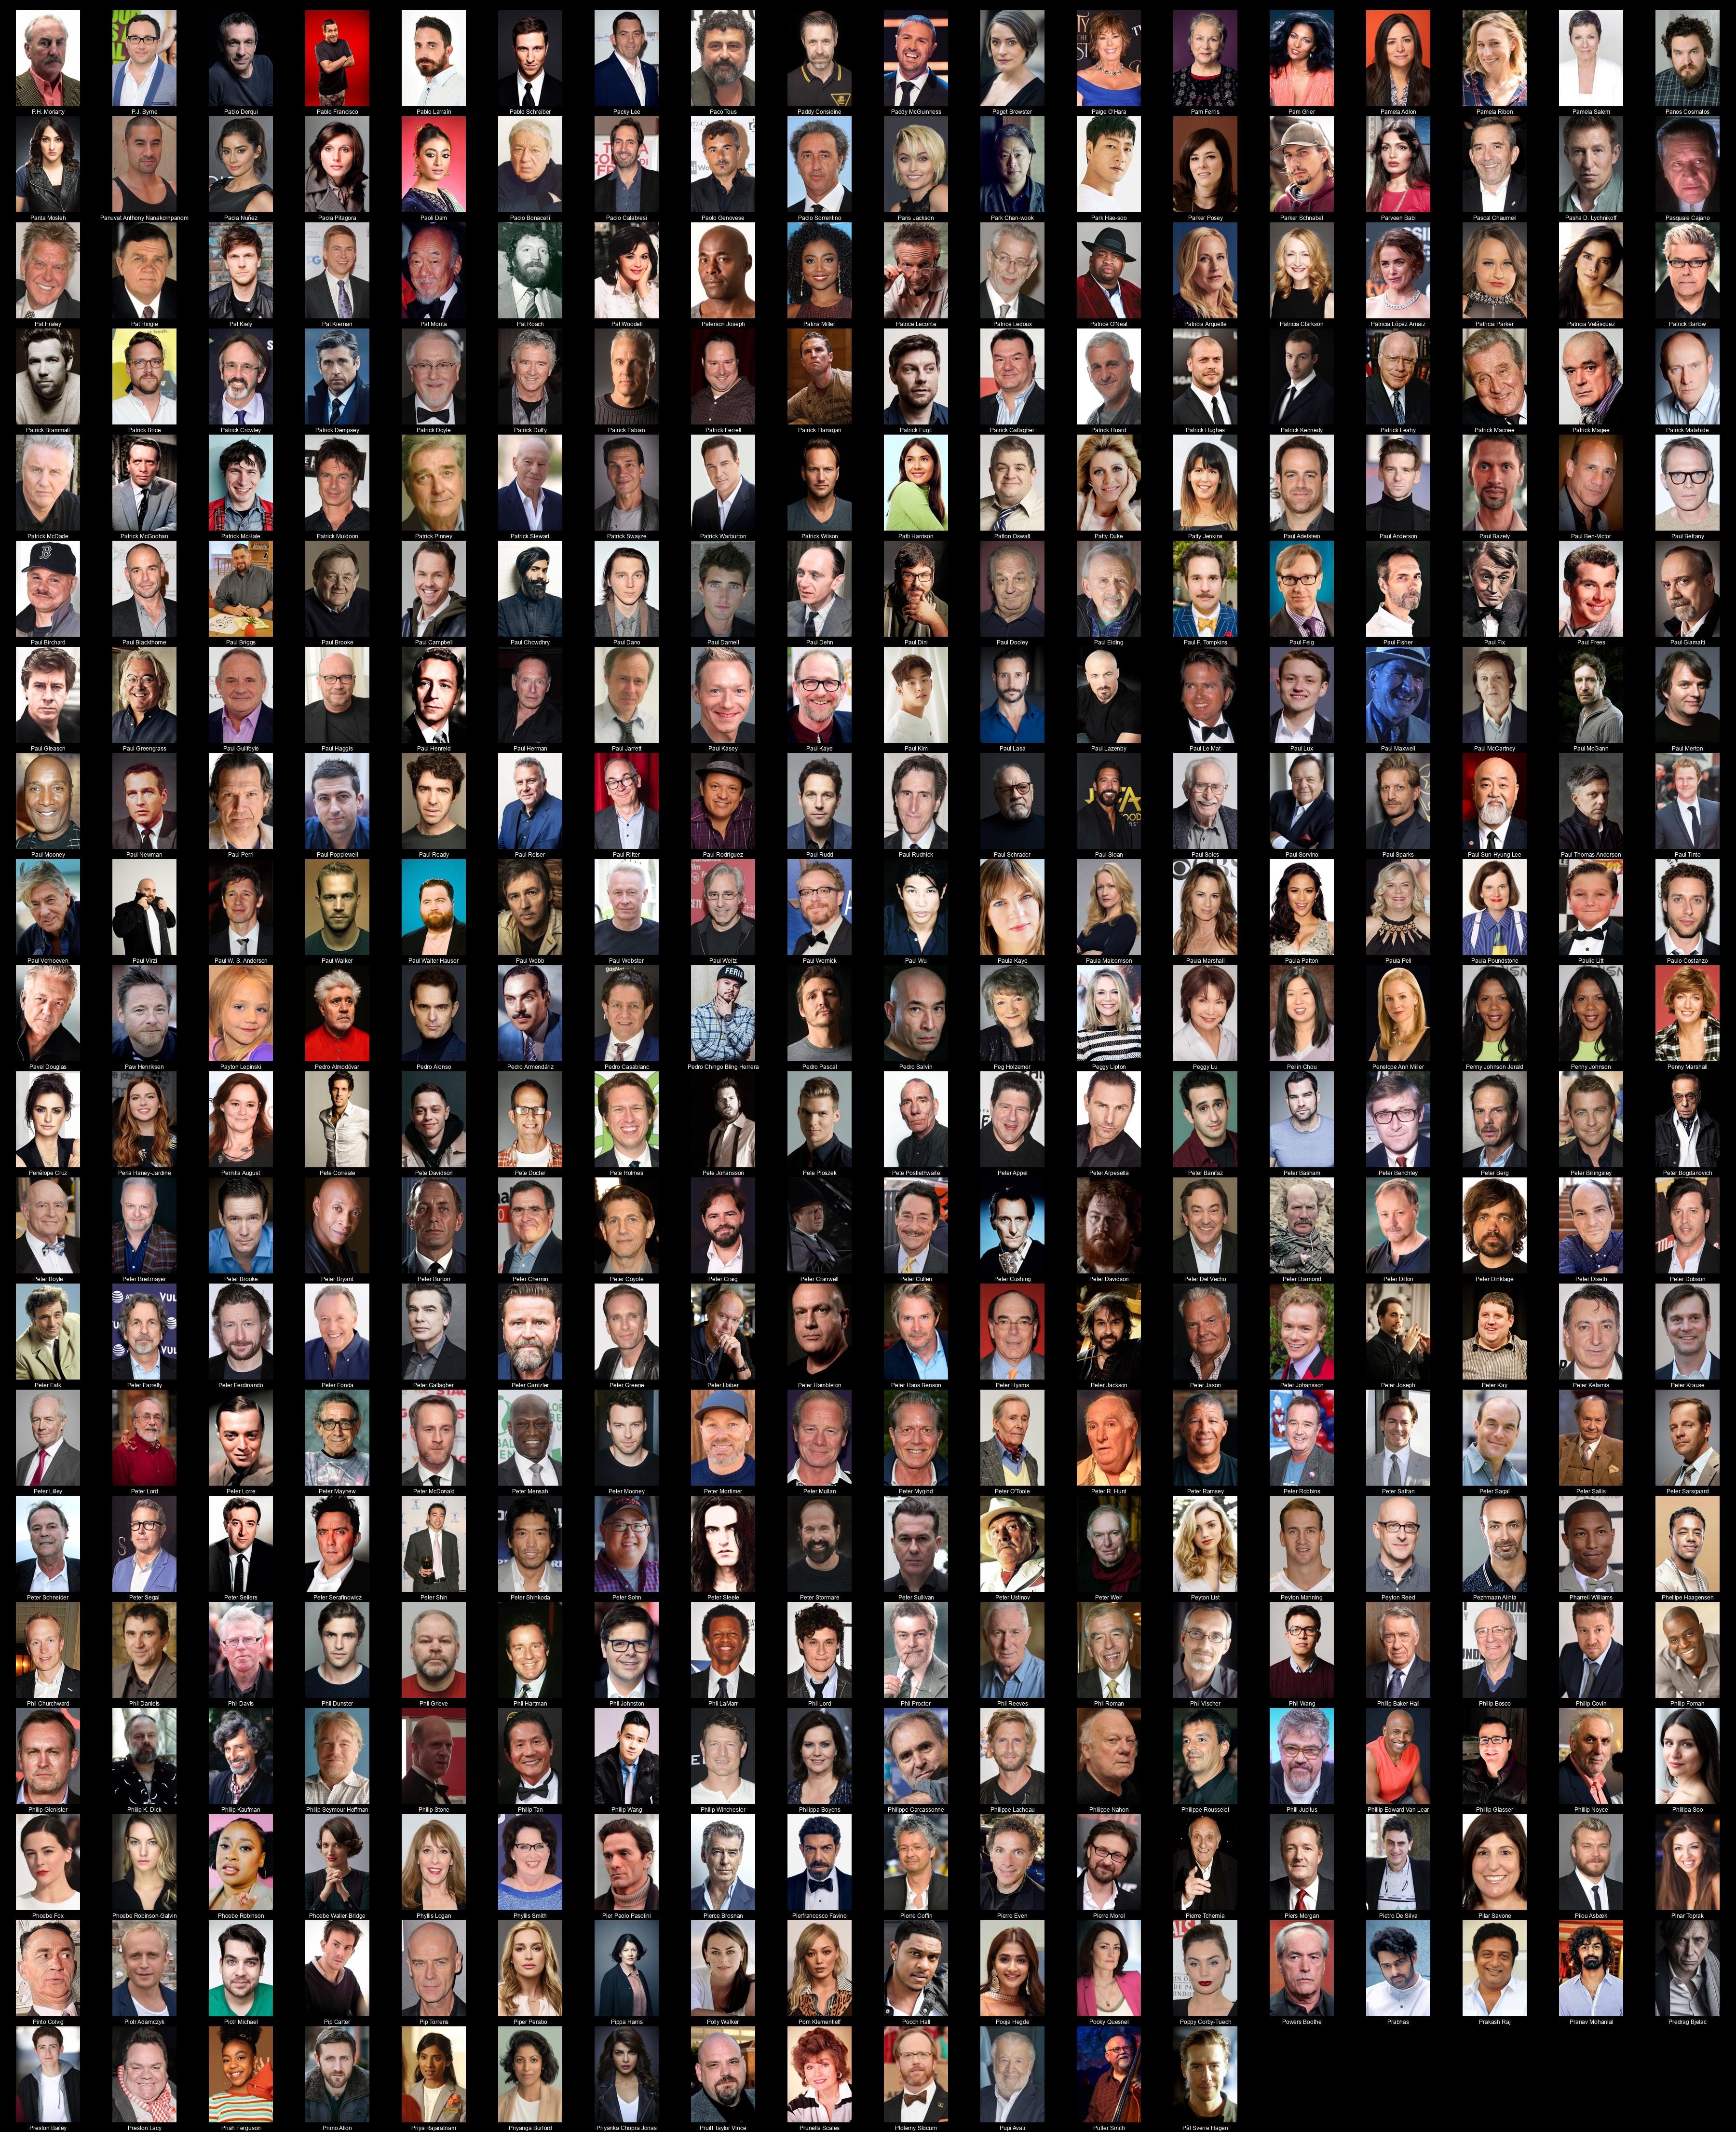 P.H. Moriarty P.J. Byrne Pablo Derqui Pablo Francisco Pablo Larraín Pablo Schreiber Packy Lee Paco Tous Paddy Considine Paddy McGuinness Paget Brewster Paige O'Hara Pam Ferris Pam Grier Pamela Adlon Pamela Ribon Pamela Salem Panos Cosmatos
Panta Mosleh Panuvat Anthony Nanakornpanom Paola Nuñez Paola Pitagora Paoli Dam Paolo Bonacelli Paolo Calabresi Paolo Genovese Paolo Sorrentino Paris Jackson Park Chan-wook Park Hae-soo Parker Posey Parker Schnabel Parveen Babi Pascal Chaumeil Pasha D. Lychnikoff Pasquale Cajano
Pat Fraley Pat Hingle Pat Kiely Pat Kiernan Pat Morita Pat Roach Pat Woodell Paterson Joseph Patina Miller Patrice Leconte Patrice Ledoux Patrice O'Neal Patricia Arquette Patricia Clarkson Patricia López Arnaiz Patricia Parker Patricia Velásquez Patrick Barlow
Patrick Brammall Patrick Brice Patrick Crowley Patrick Dempsey Patrick Doyle Patrick Duffy Patrick Fabian Patrick Ferrell Patrick Flanagan Patrick Fugit Patrick Gallagher Patrick Huard Patrick Hughes Patrick Kennedy Patrick Leahy Patrick Macnee Patrick Magee Patrick Malahide
Patrick McDade Patrick McGoohan Patrick McHale Patrick Muldoon Patrick Pinney Patrick Stewart Patrick Swayze Patrick Warburton Patrick Wilson Patti Harrison Patton Oswalt Patty Duke Patty Jenkins Paul Adelstein Paul Anderson Paul Bazely Paul Ben-Victor Paul Bettany
Paul Birchard Paul Blackthorne Paul Briggs Paul Brooke Paul Campbell Paul Chowdhry Paul Dano Paul Darnell Paul Dehn Paul Dini Paul Dooley Paul Eiding Paul F. Tompkins Paul Feig Paul Fisher Paul Fix Paul Frees Paul Giamatti
Paul Gleason Paul Greengrass Paul Guilfoyle Paul Haggis Paul Henreid Paul Herman Paul Jarrett Paul Kasey Paul Kaye Paul Kim Paul Lasa Paul Lazenby Paul Le Mat Paul Lux Paul Maxwell Paul McCartney Paul McGann Paul Merton
Paul Mooney Paul Newman Paul Perri Paul Popplewell Paul Ready Paul Reiser Paul Ritter Paul Rodríguez Paul Rudd Paul Rudnick Paul Schrader Paul Sloan Paul Soles Paul Sorvino Paul Sparks Paul Sun-Hyung Lee Paul Thomas Anderson Paul Tinto
Paul Verhoeven Paul Virzi Paul W. S. Anderson Paul Walker Paul Walter Hauser Paul Webb Paul Webster Paul Weitz Paul Wernick Paul Wu Paula Kaye Paula Malcomson Paula Marshall Paula Patton Paula Pell Paula Poundstone Paulie Litt Paulo Costanzo
Pavel Douglas Paw Henriksen Payton Lepinski Pedro Almodóvar Pedro Alonso Pedro Armendáriz Pedro Casablanc Pedro Chingo Bling Herrera Pedro Pascal Pedro Salvín Peg Holzemer Peggy Lipton Peggy Lu Peilin Chou Penelope Ann Miller Penny Johnson Jerald Penny Johnson Penny Marshall
Penélope Cruz Perla Haney-Jardine Pernilla August Pete Correale Pete Davidson Pete Docter Pete Holmes Pete Johansson Pete Ploszek Pete Postlethwaite Peter Appel Peter Arpesella Peter Banifaz Peter Basham Peter Benchley Peter Berg Peter Billingsley Peter Bogdanovich
Peter Boyle Peter Breitmayer Peter Brooke Peter Bryant Peter Burton Peter Chernin Peter Coyote Peter Craig Peter Cranwell Peter Cullen Peter Cushing Peter Davidson Peter Del Vecho Peter Diamond Peter Dillon Peter Dinklage Peter Diseth Peter Dobson
Peter Falk Peter Farrelly Peter Ferdinando Peter Fonda Peter Gallagher Peter Gantzler Peter Greene Peter Haber Peter Hambleton Peter Hans Benson Peter Hyams Peter Jackson Peter Jason Peter Johansson Peter Joseph Peter Kay Peter Kelamis Peter Krause
Peter Lilley Peter Lord Peter Lorre Peter Mayhew Peter McDonald Peter Mensah Peter Mooney Peter Mortimer Peter Mullan Peter Mygind Peter O'Toole Peter R. Hunt Peter Ramsey Peter Robbins Peter Safran Peter Sagal Peter Sallis Peter Sarsgaard
Peter Schneider Peter Segal Peter Sellers Peter Serafinowicz Peter Shin Peter Shinkoda Peter Sohn Peter Steele Peter Stormare Peter Sullivan Peter Ustinov Peter Weir Peyton List Peyton Manning Peyton Reed Pezhmaan Alinia Pharrell Williams Phellipe Haagensen
Phil Churchward Phil Daniels Phil Davis Phil Dunster Phil Grieve Phil Hartman Phil Johnston Phil LaMarr Phil Lord Phil Proctor Phil Reeves Phil Roman Phil Vischer Phil Wang Philip Baker Hall Philip Bosco Philip Covin Philip Fornah
Philip Glenister Philip K. Dick Philip Kaufman Philip Seymour Hoffman Philip Stone Philip Tan Philip Wang Philip Winchester Philippa Boyens Philippe Carcassonne Philippe Lacheau Philippe Nahon Philippe Rousselet Phill Jupitus Philip Edward Van Lear Philip Glasser Phillip Noyce Phillipa Soo
Phoebe Fox Phoebe Robinson-Galvin Phoebe Robinson Phoebe Waller-Bridge Phyllis Logan Phyllis Smith Pier Paolo Pasolini Pierce Brosnan Pierfrancesco Favino Pierre Coffin Pierre Even Pierre Morel Pierre Tchernia Piers Morgan Pietro De Silva Pilar Savone Pilou Asbæk Pinar Toprak
Pinto Colvig Piotr Adamczyk Piotr Michael Pip Carter Pip Torrens Piper Perabo Pippa Harris Polly Walker Pom Klementieff Pooch Hall Pooja Hegde Pooky Quesnel Poppy Corby-Tuech Powers Boothe Prabhas Prakash Raj Pranav Mohanlal Predrag Bjelac
Preston Bailey Preston Lacy Priah Ferguson Primo Allon Priya Rajaratnam Priyanga Burford Priyanka Chopra Jonas Pruitt Taylor Vince Prunella Scales Ptolemy Slocum Pupi Avati Putter Smith Pål Sverre Hagen